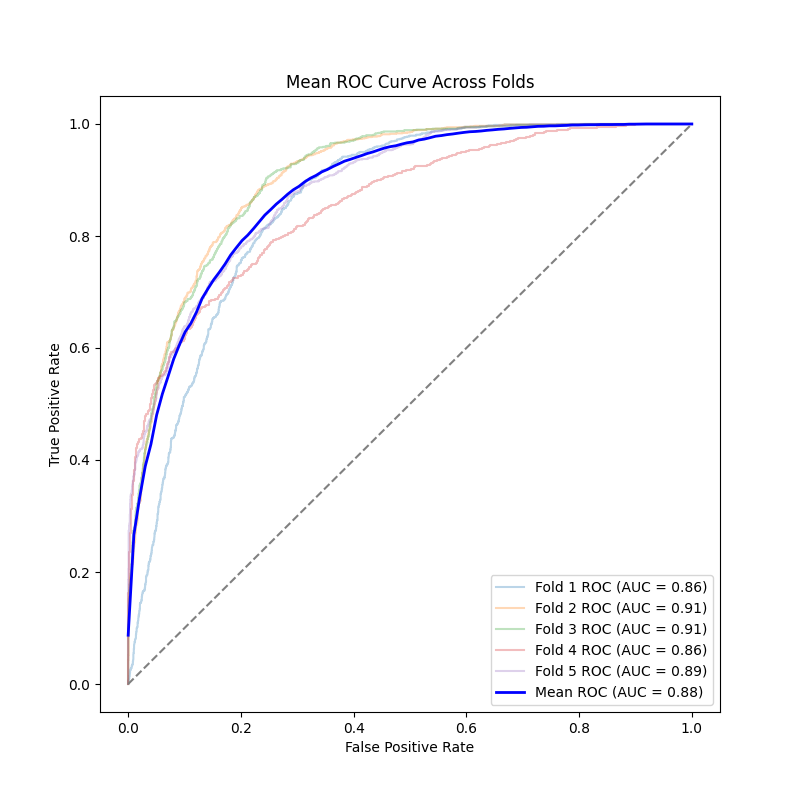 Mean ROC Curve Across Folds
True Positive Rate
1.0
0.8
0.6
0.4
0.2
0.0
Fold 1 ROC (AUC = 0.86)
Fold 2 ROC (AUC = 0.91)
Fold 3 ROC (AUC = 0.91)
Fold 4 ROC (AUC = 0.86)
Fold 5 ROC (AUC = 0.89)
Mean ROC (AUC = 0.88)
0.0 0.2 0.4 0.6 0.8 1.0
False Positive Rate